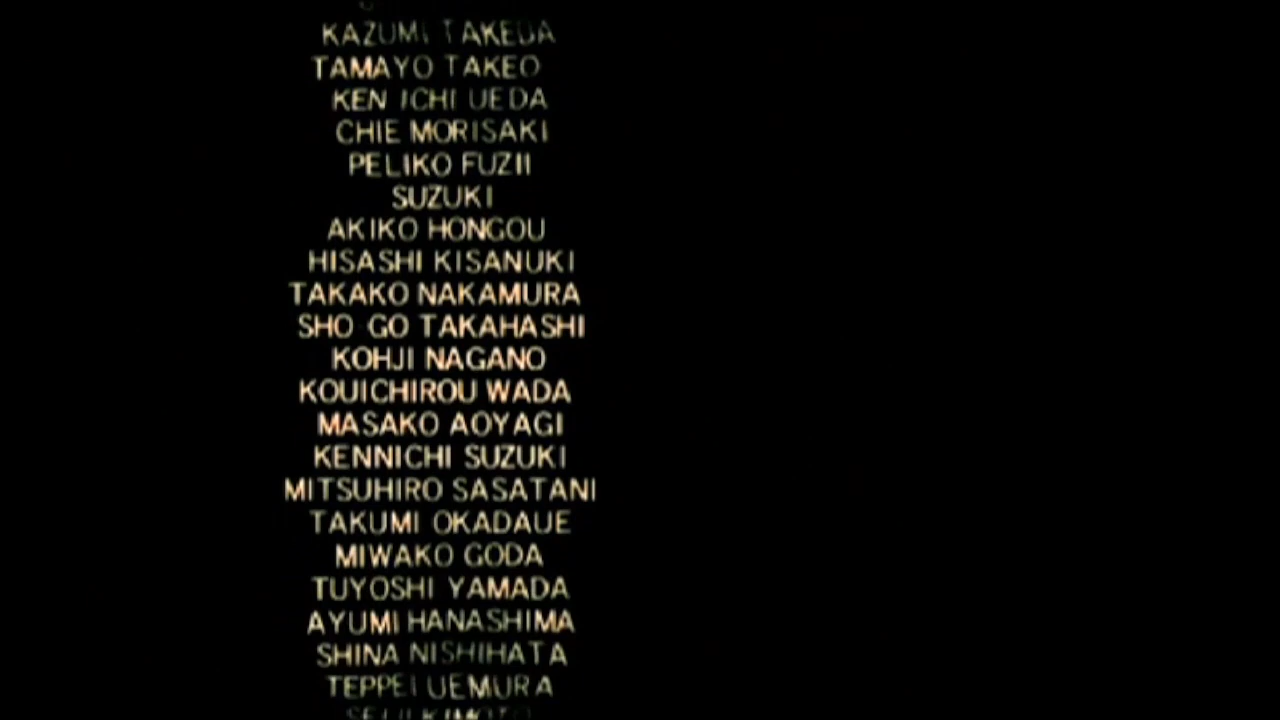 KAZUMI TAKEDA
TAMAYO TAKEO
KEN ICHI UEDA
CHIE MORISAKI
PELIKO FUZII
SUZUKI
AKIKO HONGOU
HISASHI KISANUKI
TAKAKO NAKAMURA
SHO GO TAKAHASHI
KOHJI NAGANO
KOUICHIROU WADA
MASAKO AOYAGI
KENNICHI SUZUKI
MITSUHIRO SASATANI
TAKUMI OKADAUE
MIWAKO GODA
TUYOSHI YAMADA
AYUMI HANASHIMA
SHINA NISHIHATA
TEPPEI UEMURA